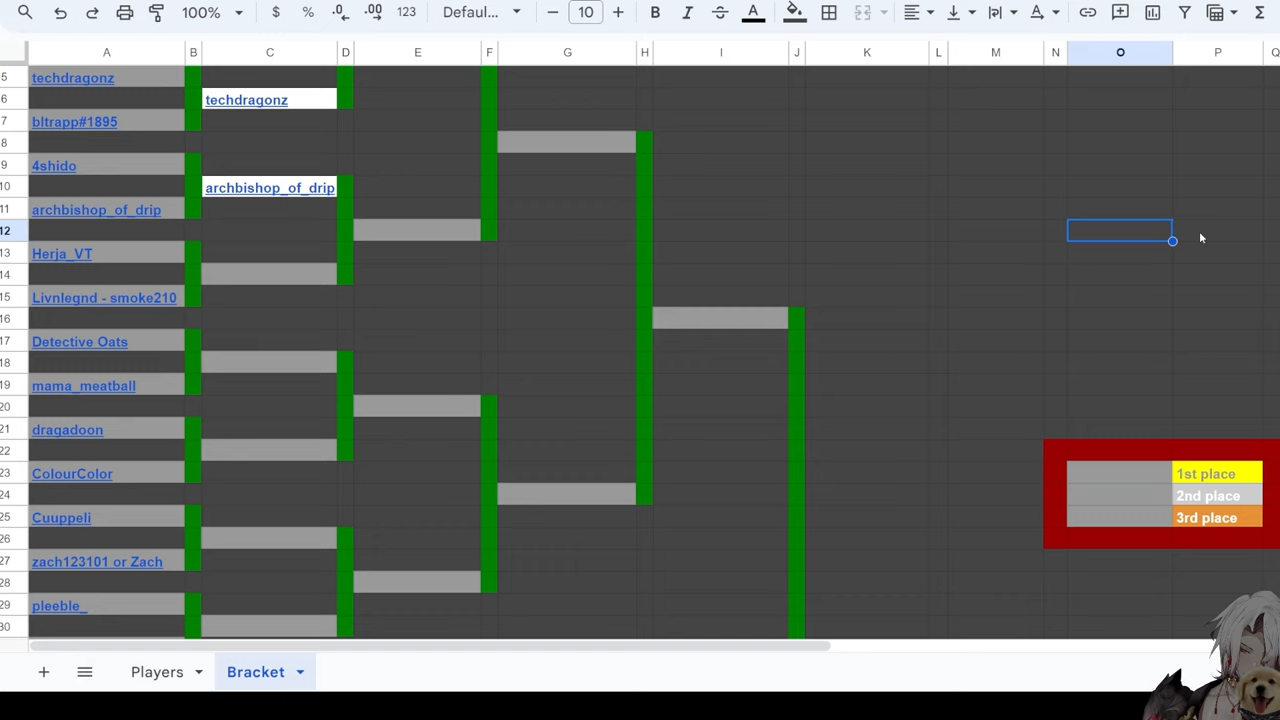 100% $ % .0 .00 123 Defaul... 10 B I A A Σ
A B C D E F G H I J K L M N O P Q
5 techdragonz
6 techdragonz
7 bltrapp#1895
8
9 4shido
10 archbishop_of_drip
11 archbishop_of_drip
12
13 Herja_VT
14
15 Livnlegnd - smoke210
16
17 Detective Oats
18
19 mama_meatball
20
21 dragadoon
22
23 ColourColor 1st place
24 2nd place
25 Cuuppeli 3rd place
26
27 zach123101 or Zach
28
29 pleeble_
30
Players Bracket